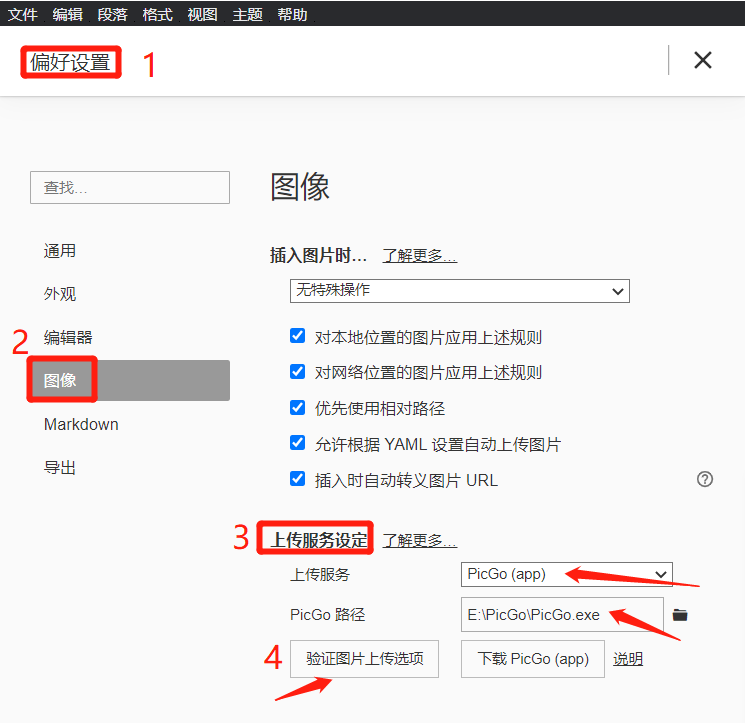 文件 编辑 段落 格式 视图 主题 帮助
偏好设置 1
查找...
图像
通用
外观
编辑器
2
图像
Markdown
导出
插入图片时... 了解更多...
无特殊操作
对本地位置的图片应用上述规则
对网络位置的图片应用上述规则
优先使用相对路径
允许根据 YAML 设置自动上传图片
插入时自动转义图片 URL ?
3 上传服务设定 了解更多...
上传服务 PicGo (app)
PicGo 路径 E:\PicGo\PicGo.exe
4 验证图片上传选项 下载 PicGo (app) 说明